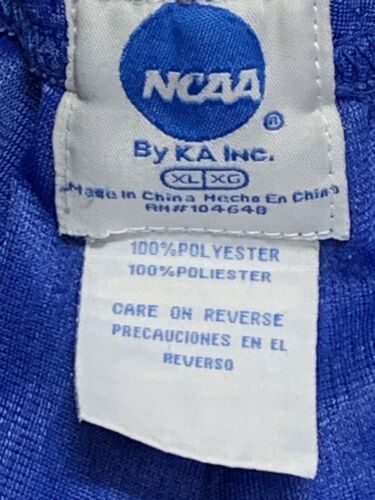 NCAA
®
By KA Inc.
XL XG
Made in China Hecho En China
RN#104640
100%POLYESTER
100%POLIESTER
CARE ON REVERSE
PRECAUCIONES EN EL
REVERSO